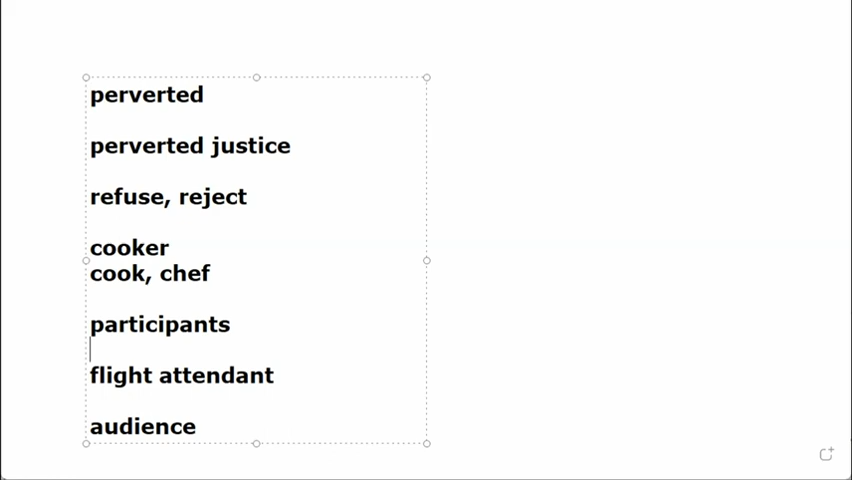 perverted
perverted justice
refuse, reject
cooker
cook, chef
participants
flight attendant
audience